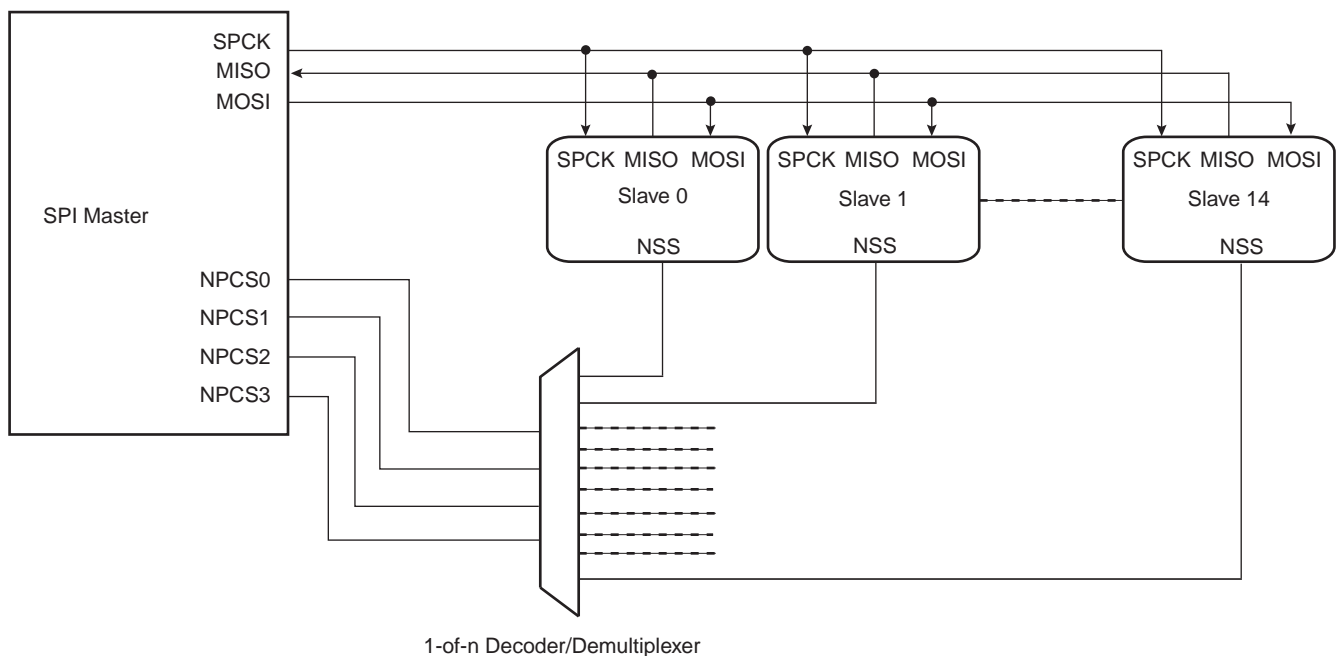 SPCK
MISO
MOSI
SPI Master
NPCS0
NPCS1
NPCS2
NPCS3
SPCK MISO MOSI
Slave 0
NSS
SPCK MISO MOSI
Slave 1
NSS
SPCK MISO MOSI
Slave 14
NSS
1-of-n Decoder/Demultiplexer